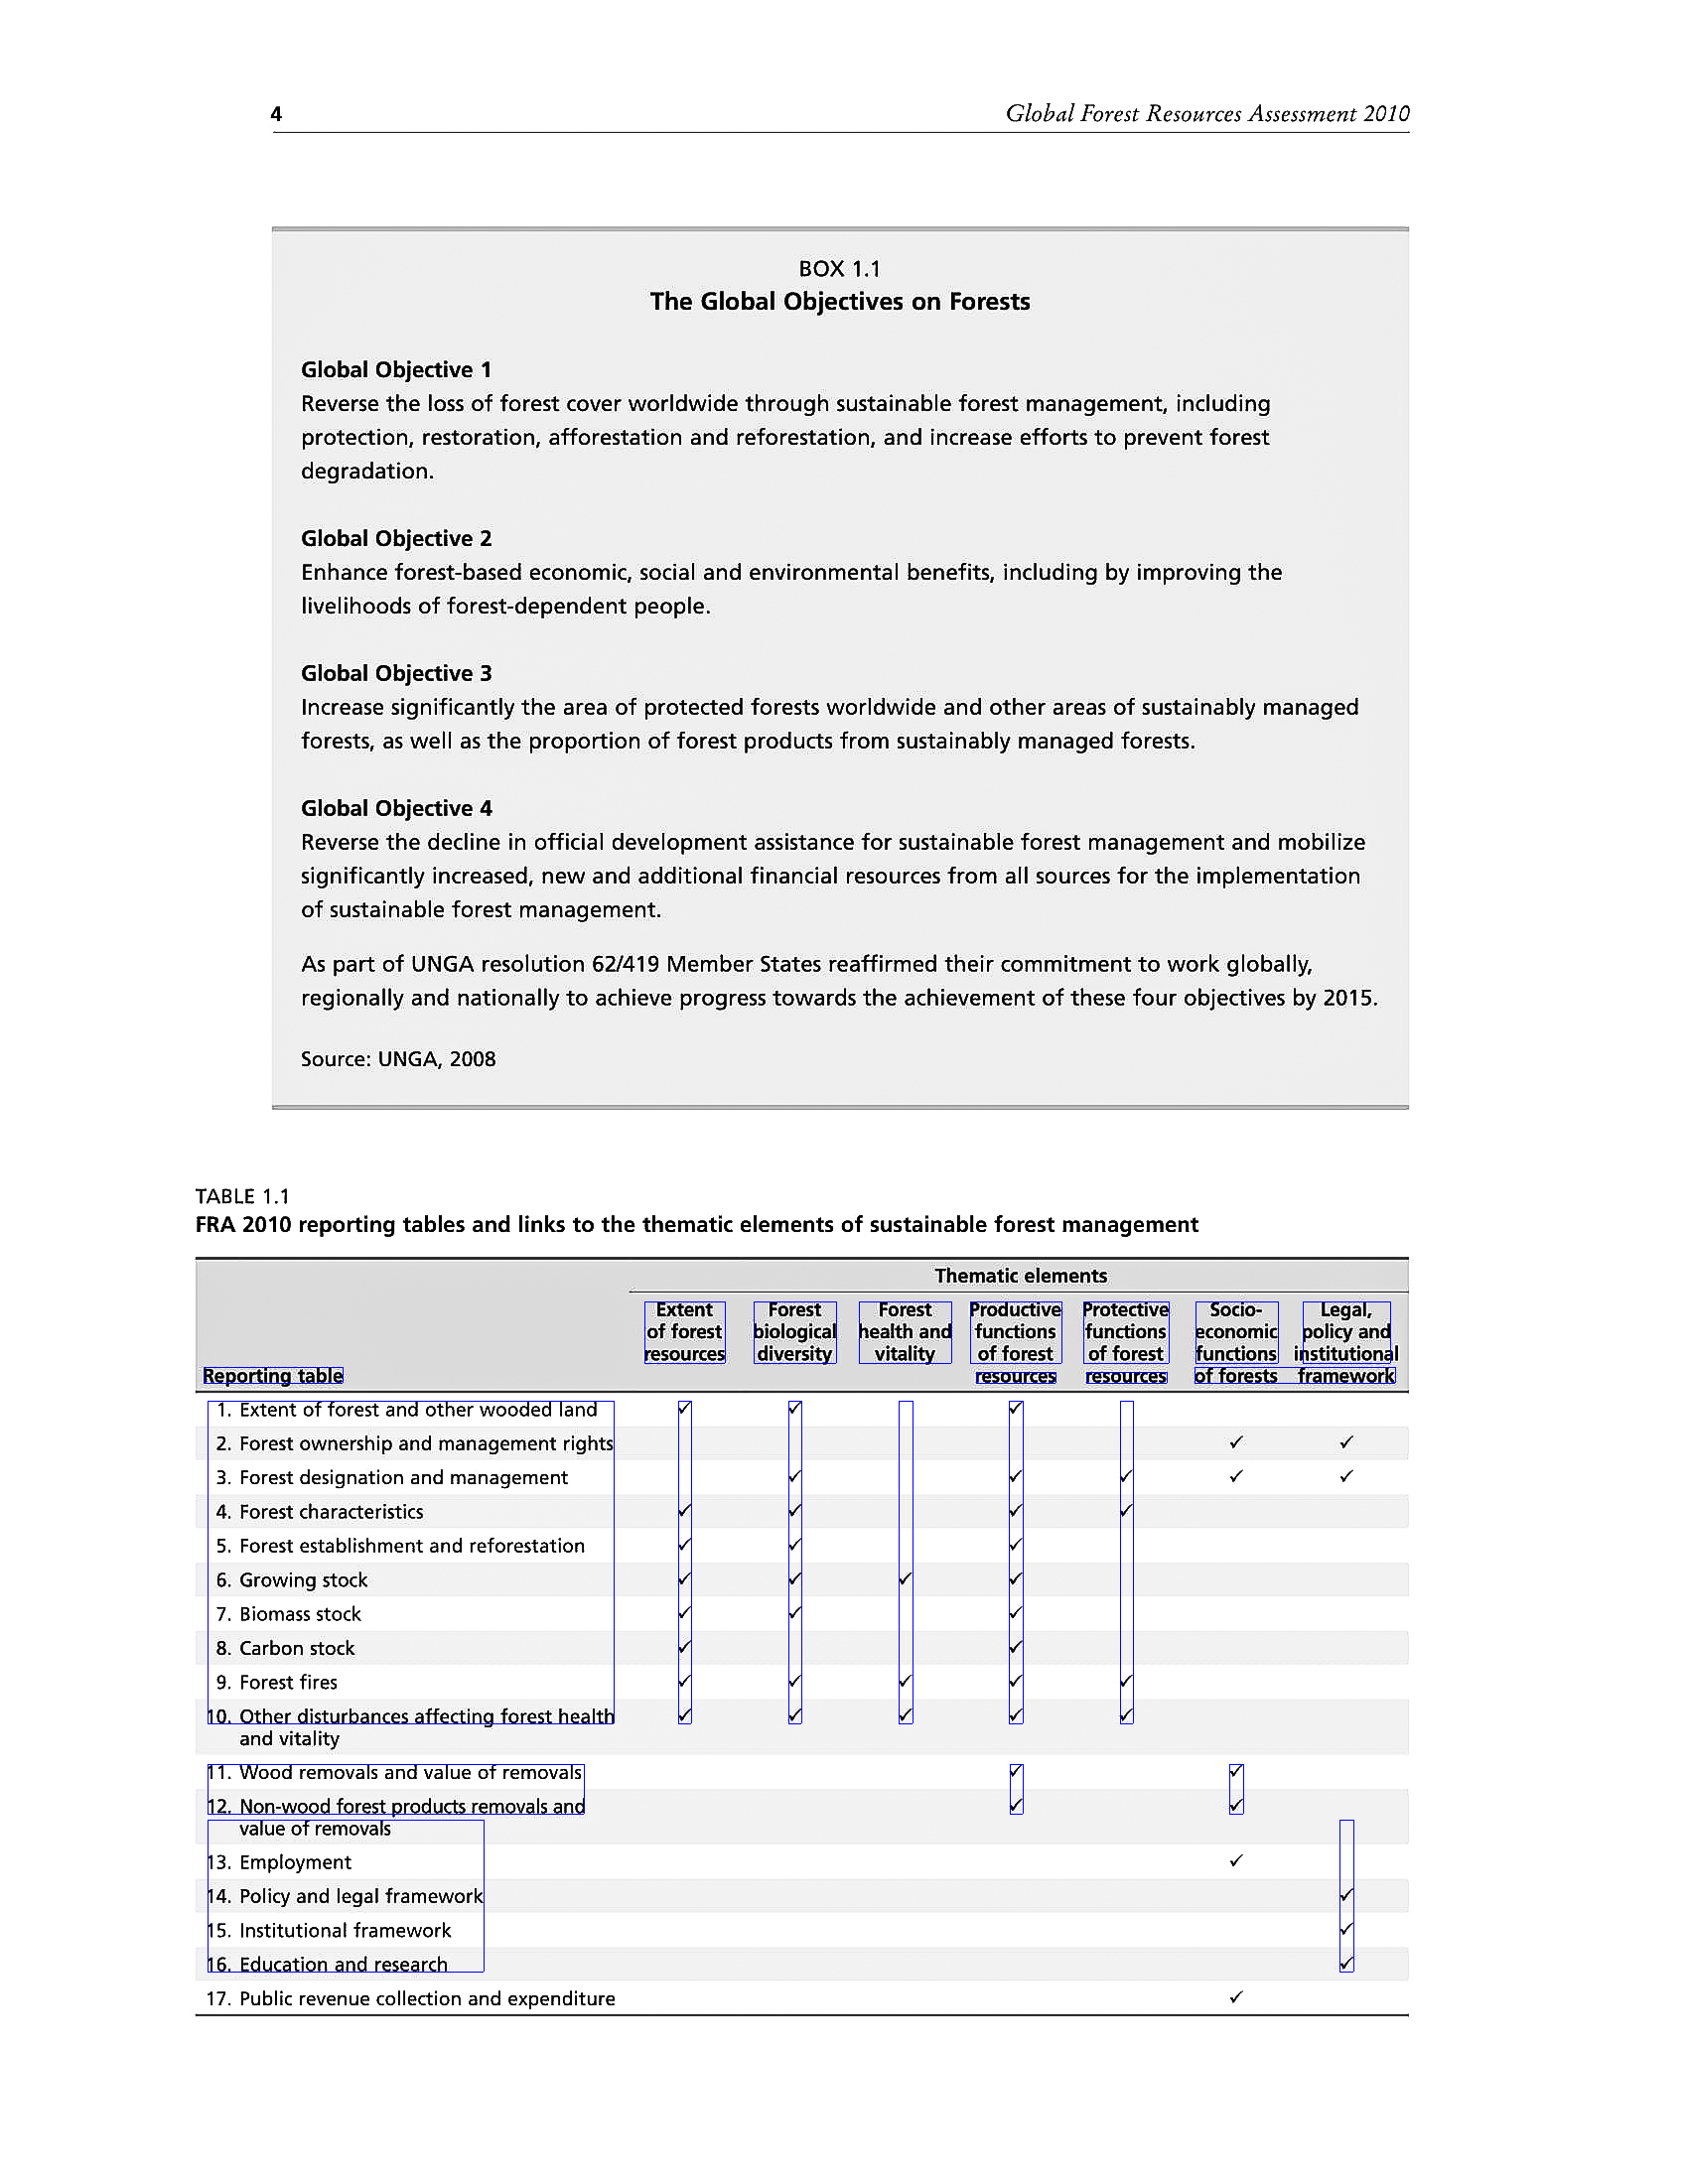 4
Global Forest Resources Assessment 2010
BOX 1.1
The Global Objectives on Forests
Global Objective 1
Reverse the loss of forest cover worldwide through sustainable forest management, including
protection, restoration, afforestation and reforestation, and increase efforts to prevent forest
degradation.
Global Objective 2
Enhance forest-based economic, social and environmental benefits, including by improving the
livelihoods of forest-dependent people.
Global Objective 3
Increase significantly the area of protected forests worldwide and other areas of sustainably managed
forests, as well as the proportion of forest products from sustainably managed forests.
Global Objective 4
Reverse the decline in official development assistance for sustainable forest management and mobilize
significantly increased, new and additional financial resources from all sources for the implementation
of sustainable forest management.
As part of UNGA resolution 62/419 Member States reaffirmed their commitment to work globally,
regionally and nationally to achieve progress towards the achievement of these four objectives by 2015.
Source: UNGA, 2008
TABLE 1.1
FRA 2010 reporting tables and links to the thematic elements of sustainable forest management
Thematic elements
Reporting table
Extent
of forest
resources
Forest
biological
diversity
Forest
health and
vitality
Productive
functions
of forest
resources
Protective
functions
of forest
resources
Socio-
economic
functions
of forests
Legal,
policy and
institutional
framework
1. Extent of forest and other wooded land ✓ ✓ ✓
2. Forest ownership and management rights ✓ ✓
3. Forest designation and management ✓ ✓ ✓ ✓ ✓
4. Forest characteristics ✓ ✓ ✓ ✓
5. Forest establishment and reforestation ✓ ✓ ✓
6. Growing stock ✓ ✓ ✓ ✓
7. Biomass stock ✓ ✓ ✓
8. Carbon stock ✓ ✓
9. Forest fires ✓ ✓ ✓ ✓ ✓
10. Other disturbances affecting forest health ✓ ✓ ✓ ✓ ✓
and vitality
11. Wood removals and value of removals ✓ ✓
12. Non-wood forest products removals and ✓ ✓
value of removals
13. Employment ✓
14. Policy and legal framework ✓
15. Institutional framework ✓
16. Education and research ✓
17. Public revenue collection and expenditure ✓